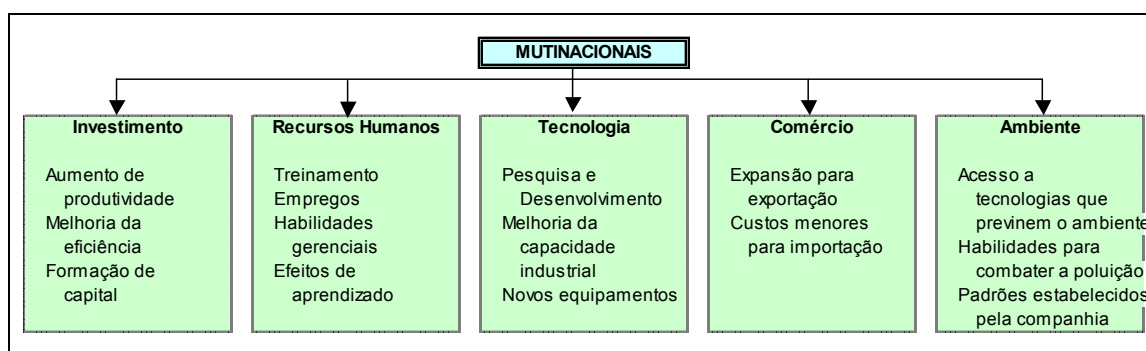 MUTINACIONAIS
Investimento
Aumento de
produtividade
Melhoria da
eficiência
Formação de
capital
Recursos Humanos
Treinamento
Empregos
Habilidades
gerenciais
Efeitos de
aprendizado
Tecnologia
Pesquisa e
Desenvolvimento
Melhoria da
capacidade
industrial
Novos equipamentos
Comércio
Expansão para
exportação
Custos menores
para importação
Ambiente
Acesso a
tecnologias que
previnem o ambiente
Habilidades para
combater a poluição
Padrões estabelecidos
pela companhia